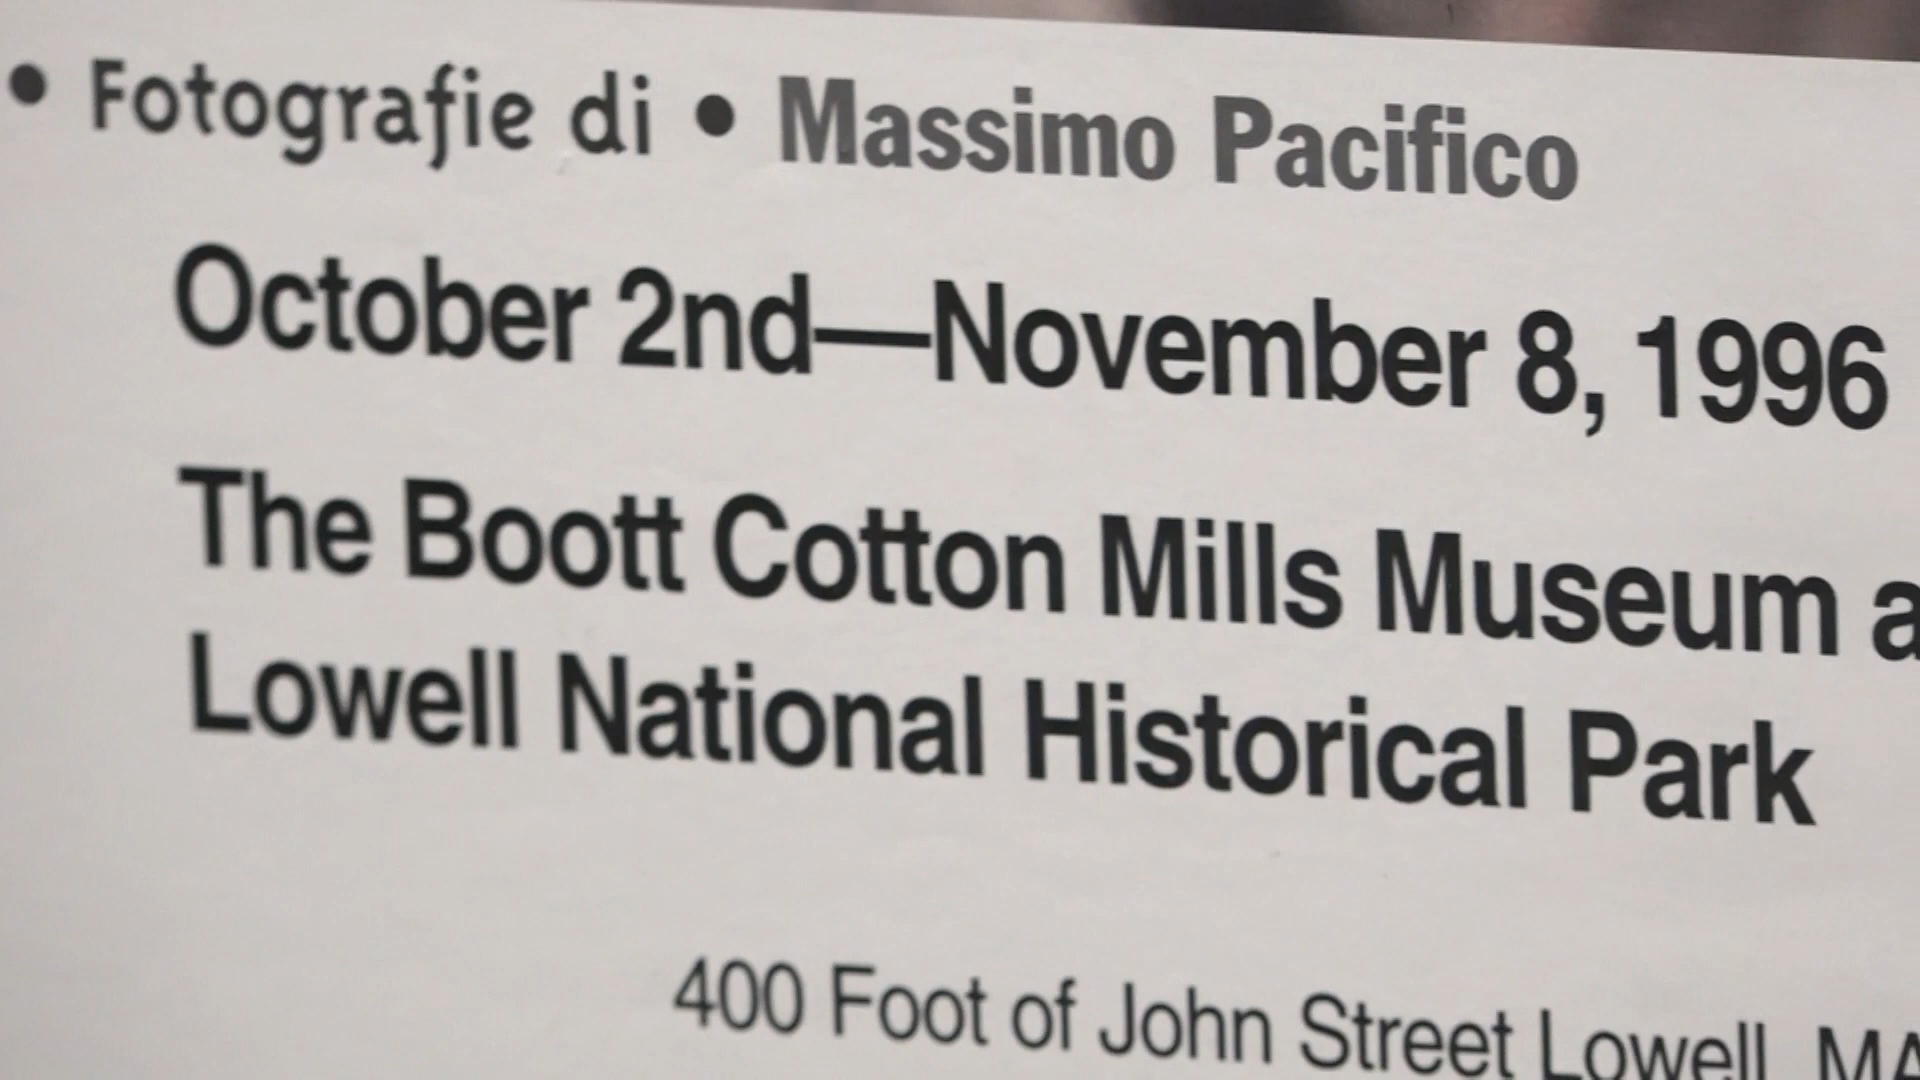 • Fotografie di • Massimo Pacifico
October 2nd—November 8, 1996
The Boott Cotton Mills Museum
Lowell National Historical Park
400 Foot of John Street Lowell, MA